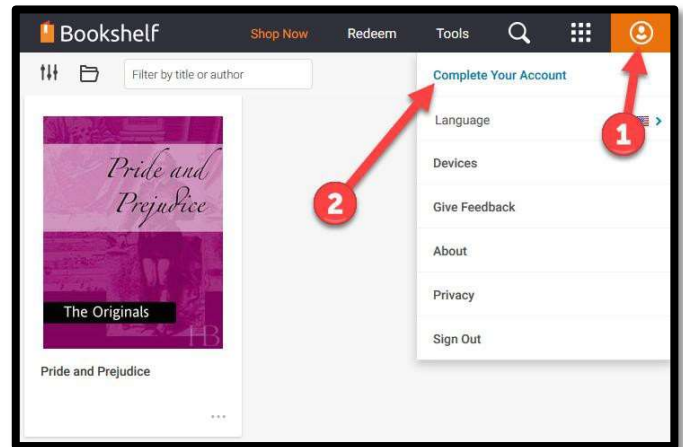 Bookshelf Shop Now Redeem Tools
Filter by title or author
Complete Your Account
Language
1
Devices
2
Give Feedback
About
Privacy
Sign Out
Pride and
Prejudice
The Originals
HB
Pride and Prejudice
...